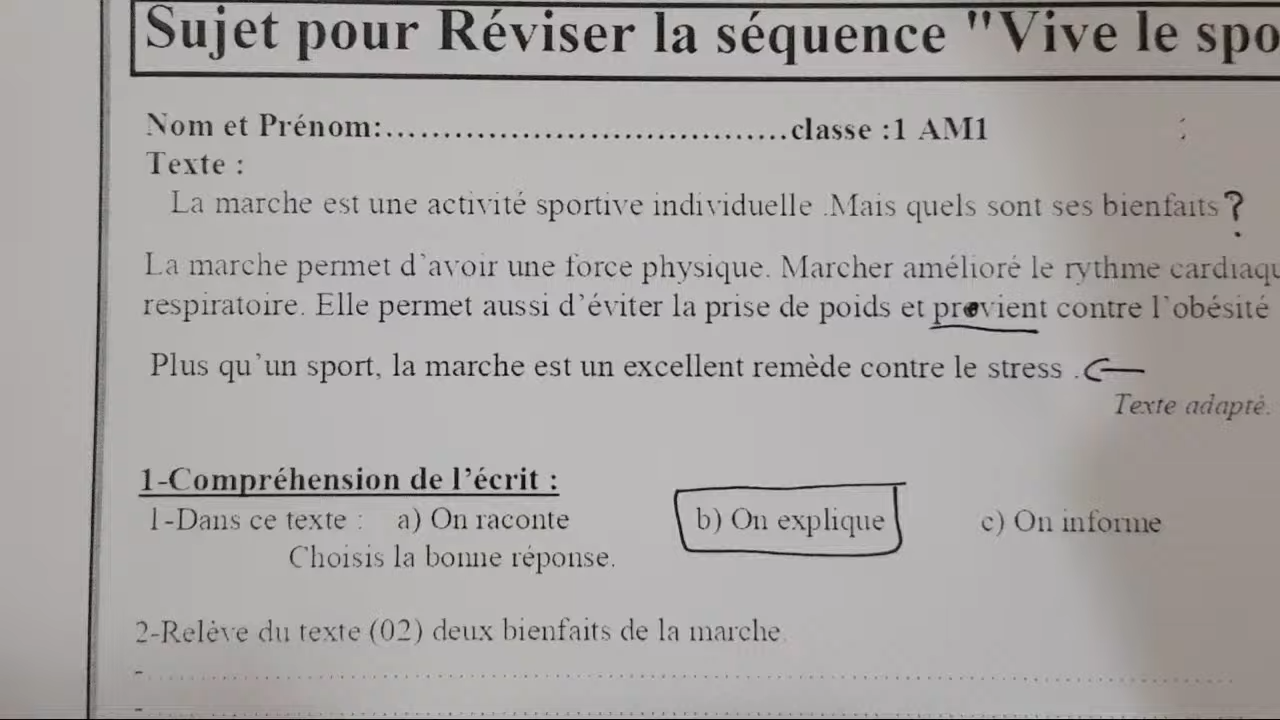 Sujet pour Réviser la séquence "Vive le spo
Nom et Prénom:....................................classe :1 AM1
Texte :
La marche est une activité sportive individuelle .Mais quels sont ses bienfaits ?
La marche permet d'avoir une force physique. Marcher amélioré le rythme cardiaqu
respiratoire. Elle permet aussi d'éviter la prise de poids et previent contre l'obésité
Plus qu'un sport, la marche est un excellent remède contre le stress .
Texte adapté.
1-Compréhension de l'écrit :
1-Dans ce texte : a) On raconte b) On explique c) On informe
Choisis la bonne réponse.
2-Relève du texte (02) deux bienfaits de la marche.
-....................................................................................
-